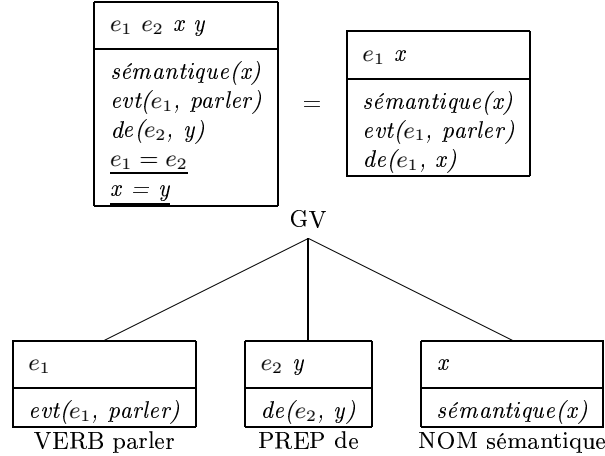 e₁ e₂ x y
sémantique(x)
evt(e₁, parler)
de(e₂, y)
e₁ = e₂
x = y
=
e₁ x
sémantique(x)
evt(e₁, parler)
de(e₁, x)
GV
e₁
evt(e₁, parler)
VERB parler
e₂ y
de(e₂, y)
PREP de
x
sémantique(x)
NOM sémantique